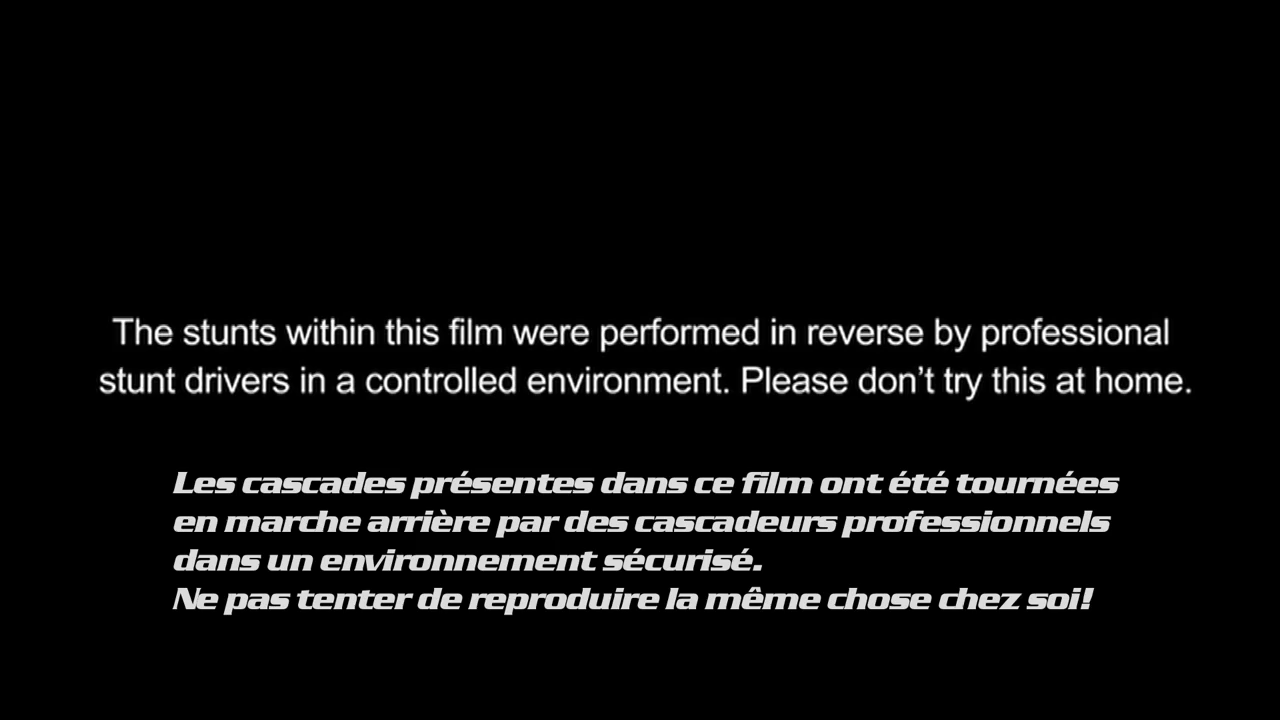 The stunts within this film were performed in reverse by professional
stunt drivers in a controlled environment. Please don’t try this at home.
Les cascades présentes dans ce film ont été tournées
en marche arrière par des cascadeurs professionnels
dans un environnement sécurisé.
Ne pas tenter de reproduire la même chose chez soi!